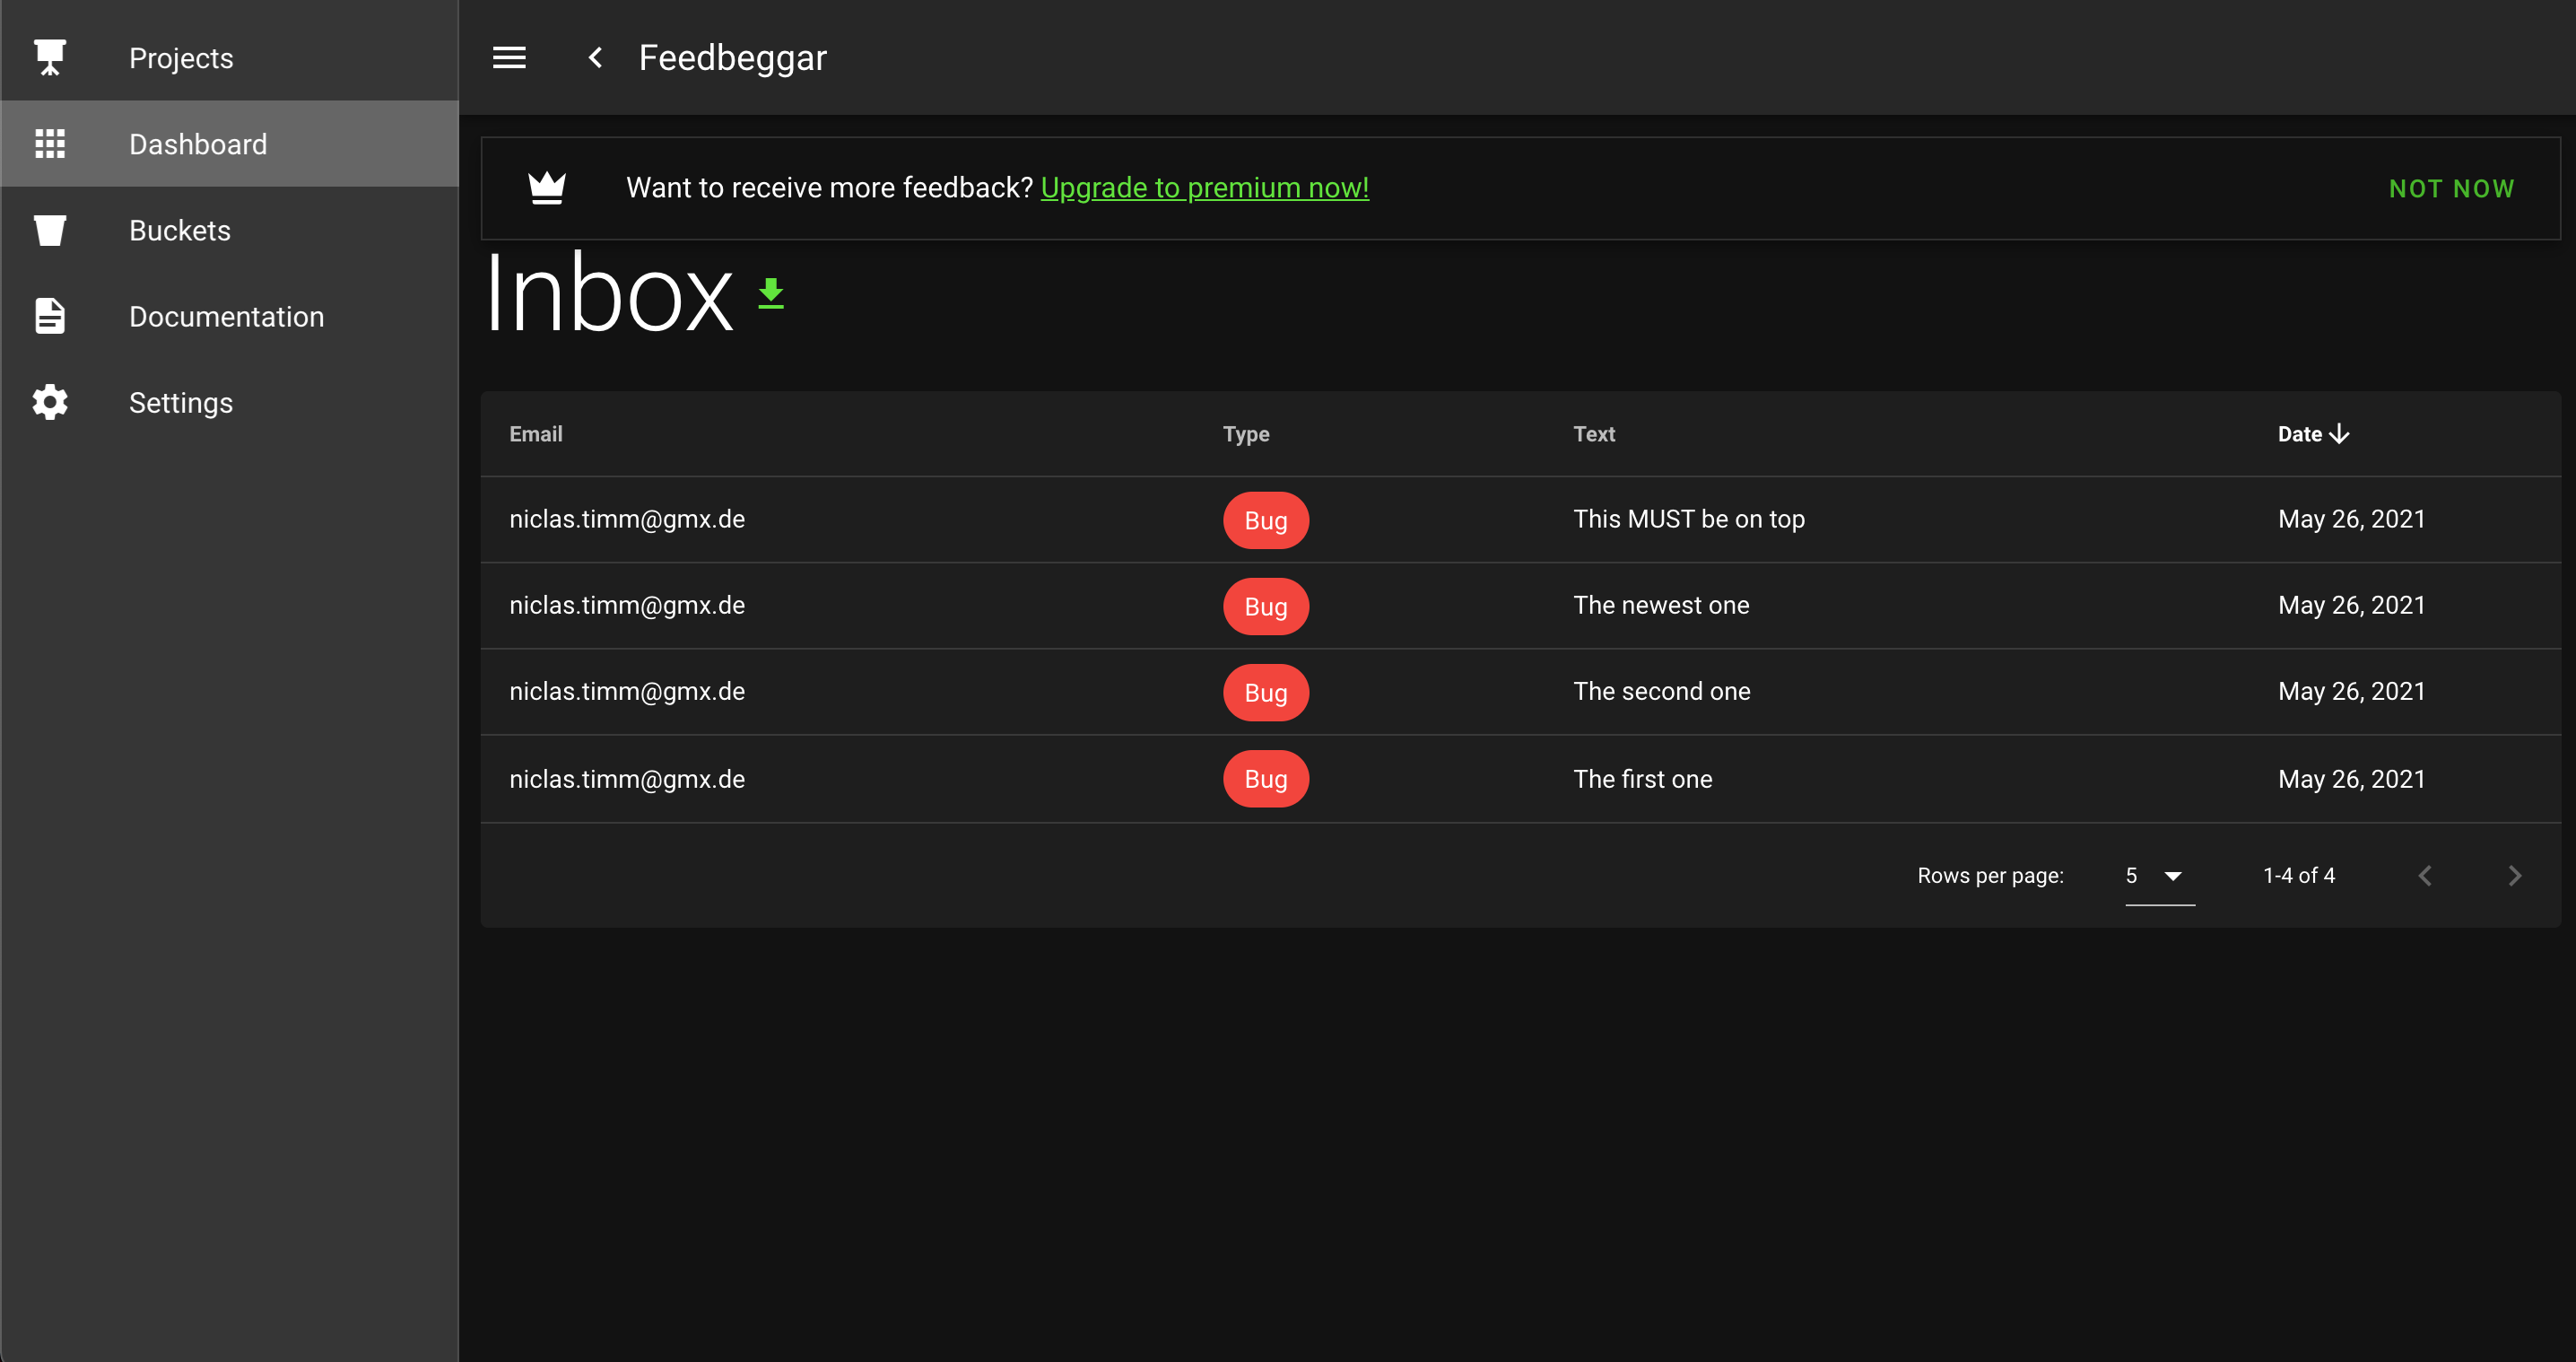 Projects
Dashboard
Buckets
Documentation
Settings
Feedbeggar
Want to receive more feedback? Upgrade to premium now! NOT NOW
Inbox
Email Type Text Date
niclas.timm@gmx.de Bug This MUST be on top May 26, 2021
niclas.timm@gmx.de Bug The newest one May 26, 2021
niclas.timm@gmx.de Bug The second one May 26, 2021
niclas.timm@gmx.de Bug The first one May 26, 2021
Rows per page: 5 1-4 of 4